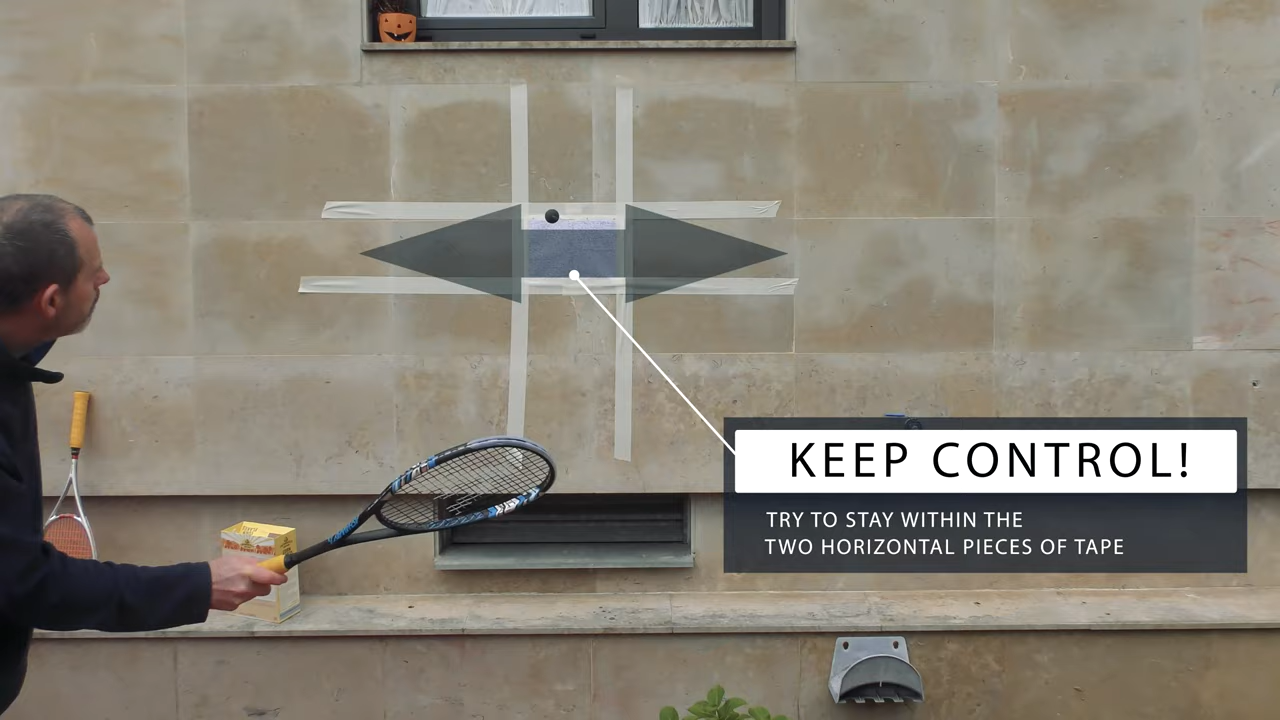 KEEP CONTROL!
TRY TO STAY WITHIN THE
TWO HORIZONTAL PIECES OF TAPE